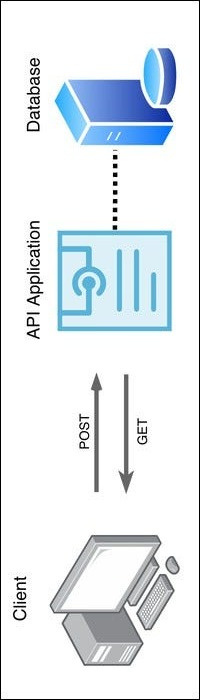 Client
POST
GET
API Application
Database